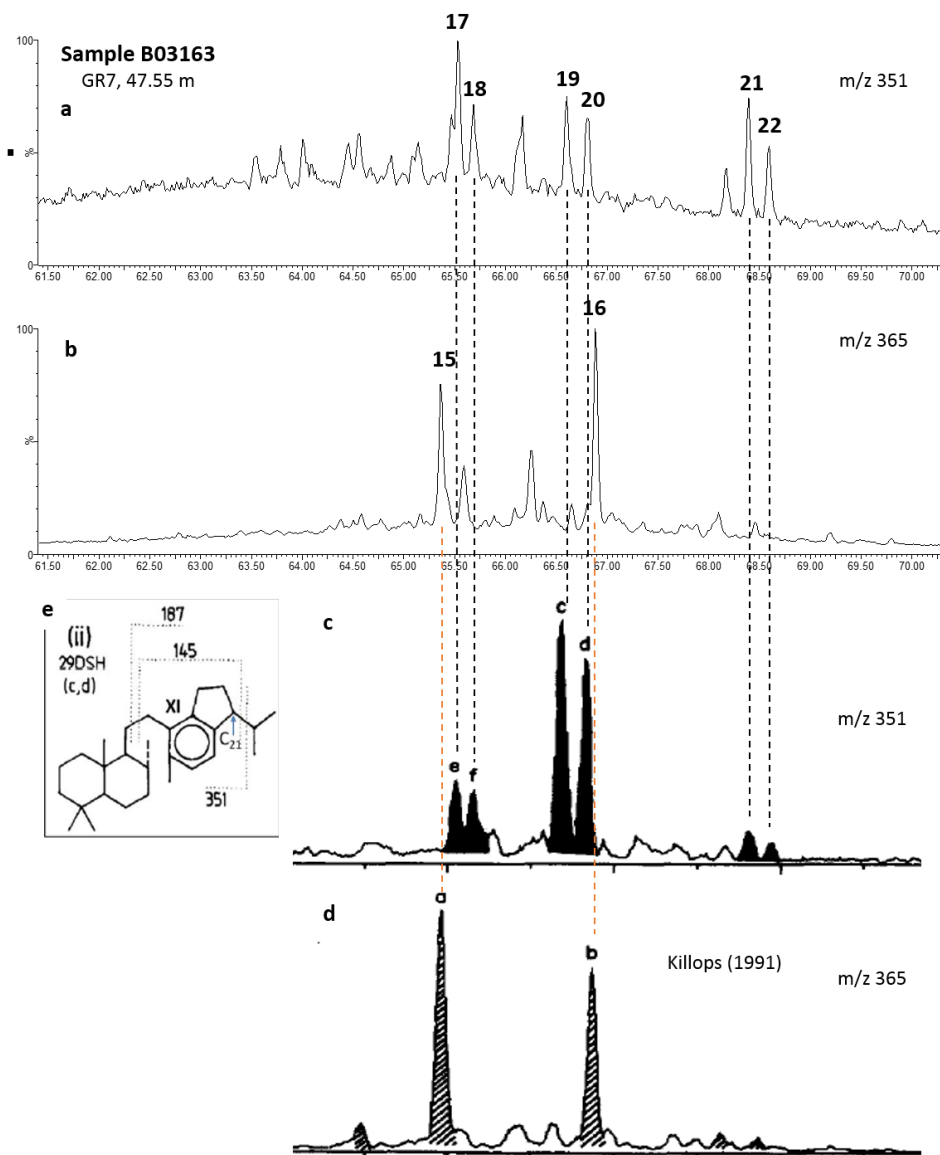 17
Sample B03163
GR7, 47.55 m
18
19
20
21
22
m/z 351
a
100
%
0
61.50 62.00 62.50 63.00 63.50 64.00 64.50 65.00 65.50 66.00 66.50 67.00 67.50 68.00 68.50 69.00 69.50 70.00
b
15
16
m/z 365
100
%
0
61.50 62.00 62.50 63.00 63.50 64.00 64.50 65.00 65.50 66.00 66.50 67.00 67.50 68.00 68.50 69.00 69.50 70.00
e
(ii)
29DSH
(c,d)
187
145
XI
C21
351
c
c
d
e
f
m/z 351
d
a
b
Killops (1991)
m/z 365